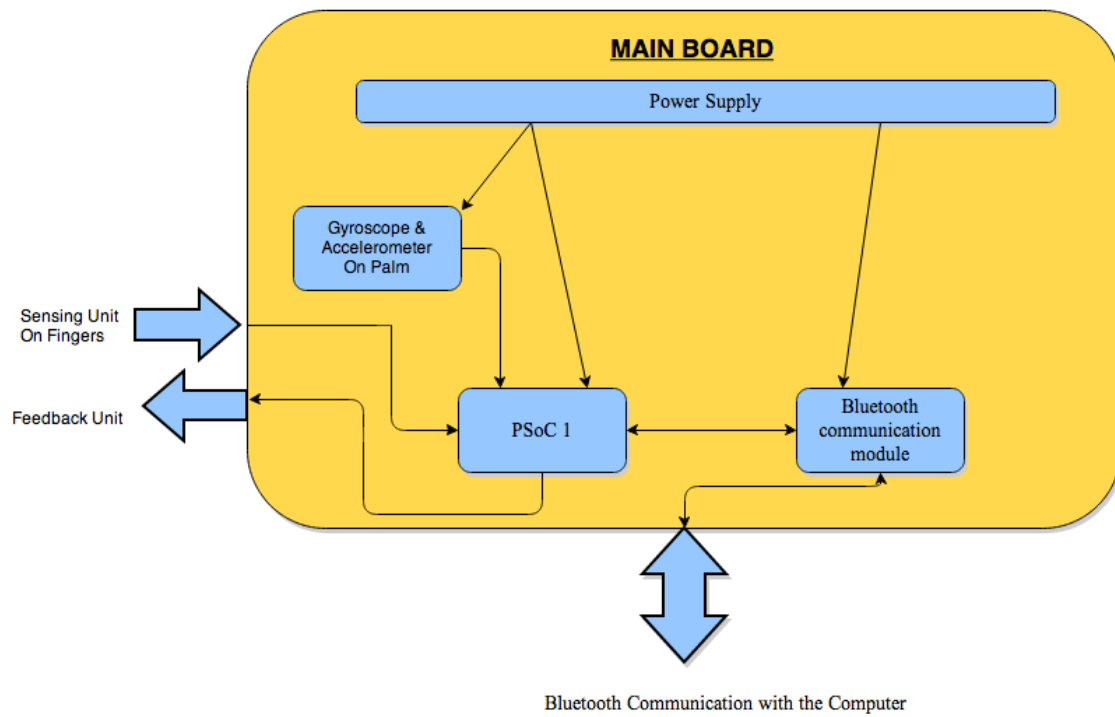 MAIN BOARD
Power Supply
Gyroscope &
Accelerometer
On Palm
Sensing Unit
On Fingers
Feedback Unit
PSoC 1
Bluetooth
communication
module
Bluetooth Communication with the Computer